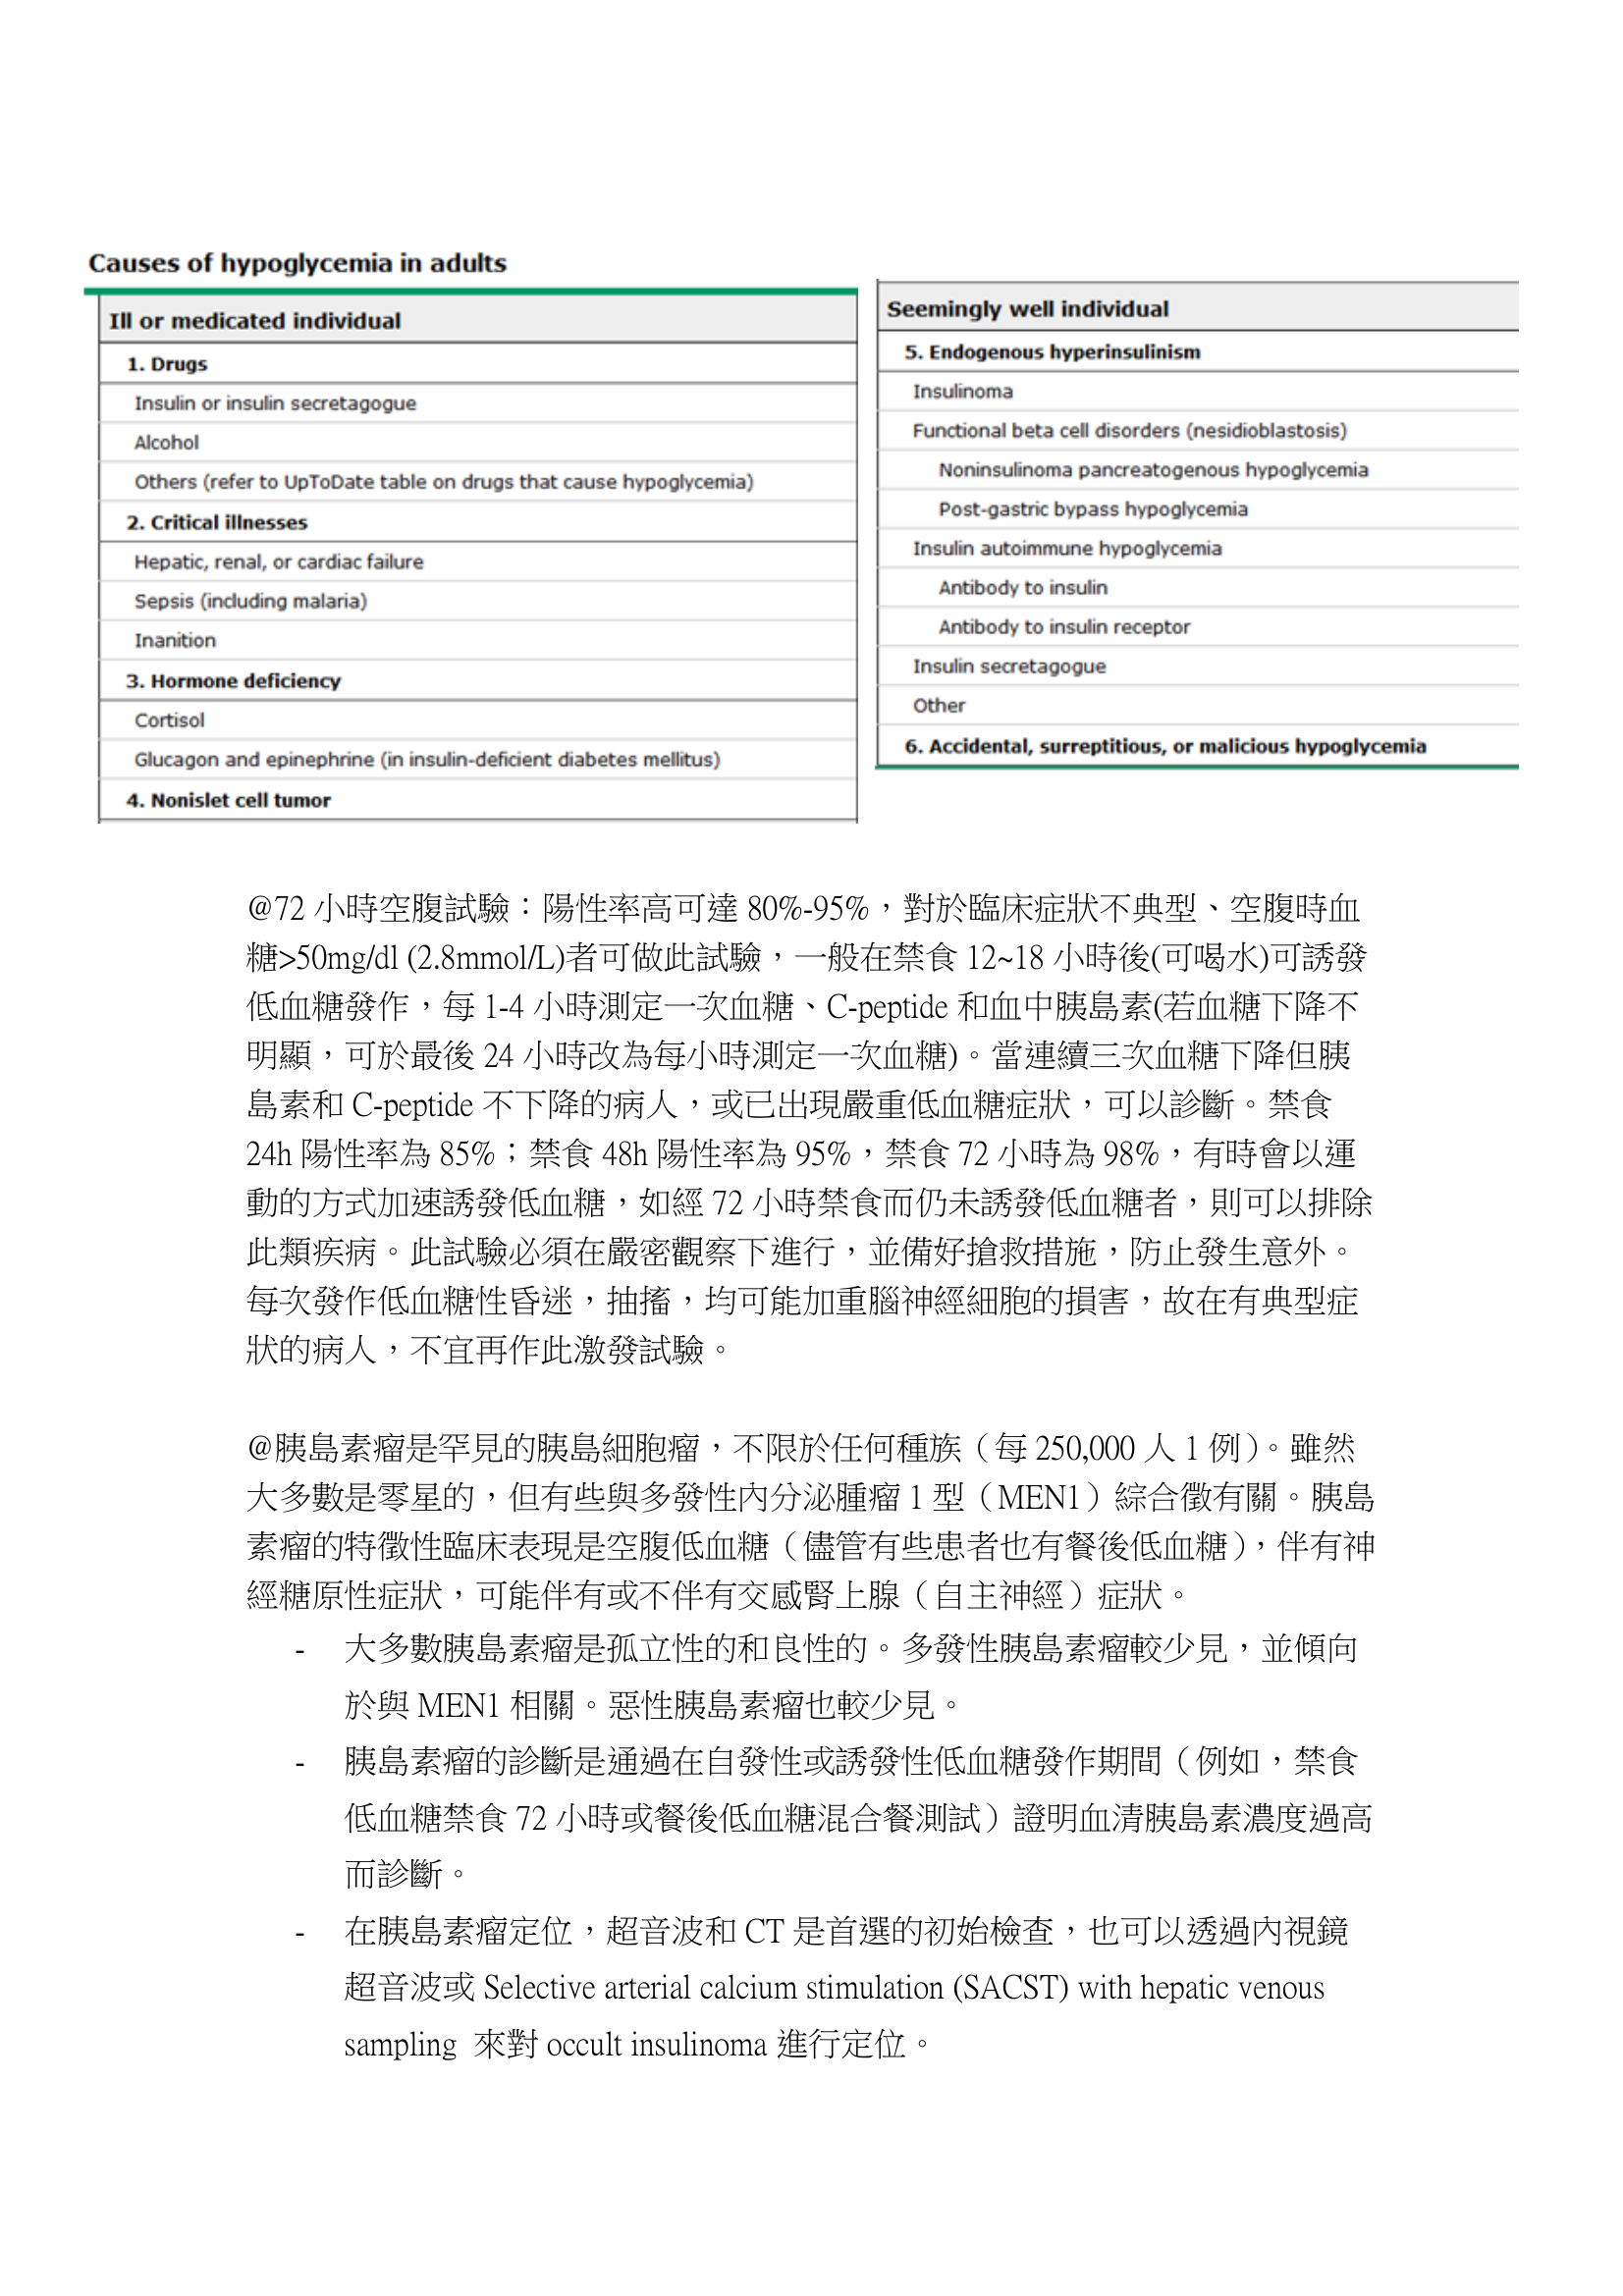 Causes of hypoglycemia in adults
Ill or medicated individual
1. Drugs
Insulin or insulin secretagogue
Alcohol
Others (refer to UpToDate table on drugs that cause hypoglycemia)
2. Critical illnesses
Hepatic, renal, or cardiac failure
Sepsis (including malaria)
Inanition
3. Hormone deficiency
Cortisol
Glucagon and epinephrine (in insulin-deficient diabetes mellitus)
4. Nonislet cell tumor
Seemingly well individual
5. Endogenous hyperinsulinism
Insulinoma
Functional beta cell disorders (nesidioblastosis)
Noninsulinoma pancreatogenous hypoglycemia
Post-gastric bypass hypoglycemia
Insulin autoimmune hypoglycemia
Antibody to insulin
Antibody to insulin receptor
Insulin secretagogue
Other
6. Accidental, surreptitious, or malicious hypoglycemia
@72 小時空腹試驗：陽性率高可達 80%-95%，對於臨床症狀不典型、空腹時血
糖>50mg/dl (2.8mmol/L)者可做此試驗，一般在禁食 12~18 小時後(可喝水)可誘發
低血糖發作，每 1-4 小時測定一次血糖、C-peptide 和血中胰島素(若血糖下降不
明顯，可於最後 24 小時改為每小時測定一次血糖)。當連續三次血糖下降但胰
島素和 C-peptide 不下降的病人，或已出現嚴重低血糖症狀，可以診斷。禁食
24h 陽性率為 85%；禁食 48h 陽性率為 95%，禁食 72 小時為 98%，有時會以運
動的方式加速誘發低血糖，如經 72 小時禁食而仍未誘發低血糖者，則可以排除
此類疾病。此試驗必須在嚴密觀察下進行，並備好搶救措施，防止發生意外。
每次發作低血糖性昏迷，抽搐，均可能加重腦神經細胞的損害，故在有典型症
狀的病人，不宜再作此激發試驗。
@胰島素瘤是罕見的胰島細胞瘤，不限於任何種族（每 250,000 人 1 例）。雖然
大多數是零星的，但有些與多發性內分泌腫瘤 1 型（MEN1）綜合徵有關。胰島
素瘤的特徵性臨床表現是空腹低血糖（儘管有些患者也有餐後低血糖），伴有神
經糖原性症狀，可能伴有或不伴有交感腎上腺（自主神經）症狀。
- 大多數胰島素瘤是孤立性的和良性的。多發性胰島素瘤較少見，並傾向
於與 MEN1 相關。惡性胰島素瘤也較少見。
- 胰島素瘤的診斷是通過在自發性或誘發性低血糖發作期間（例如，禁食
低血糖禁食 72 小時或餐後低血糖混合餐測試）證明血清胰島素濃度過高
而診斷。
- 在胰島素瘤定位，超音波和 CT 是首選的初始檢查，也可以透過內視鏡
超音波或 Selective arterial calcium stimulation (SACST) with hepatic venous
sampling 來對 occult insulinoma 進行定位。